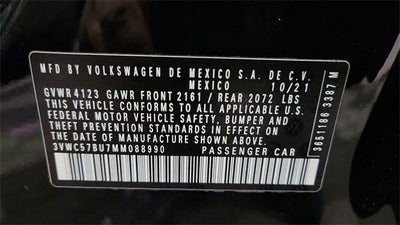 MFD BY VOLKSWAGEN DE MEXICO S.A. DE C.V.
MEXICO 10/21
GVWR 4123 GAWR FRONT 2161 / REAR 2072 LBS
THIS VEHICLE CONFORMS TO ALL APPLICABLE U.S.
FEDERAL MOTOR VEHICLE SAFETY, BUMPER AND
THEFT PREVENTION STANDARDS IN EFFECT ON
THE DATE OF MANUFACTURE SHOWN ABOVE.
3VWC57BU7MM088990 PASSENGER CAR
36511166 3387 M